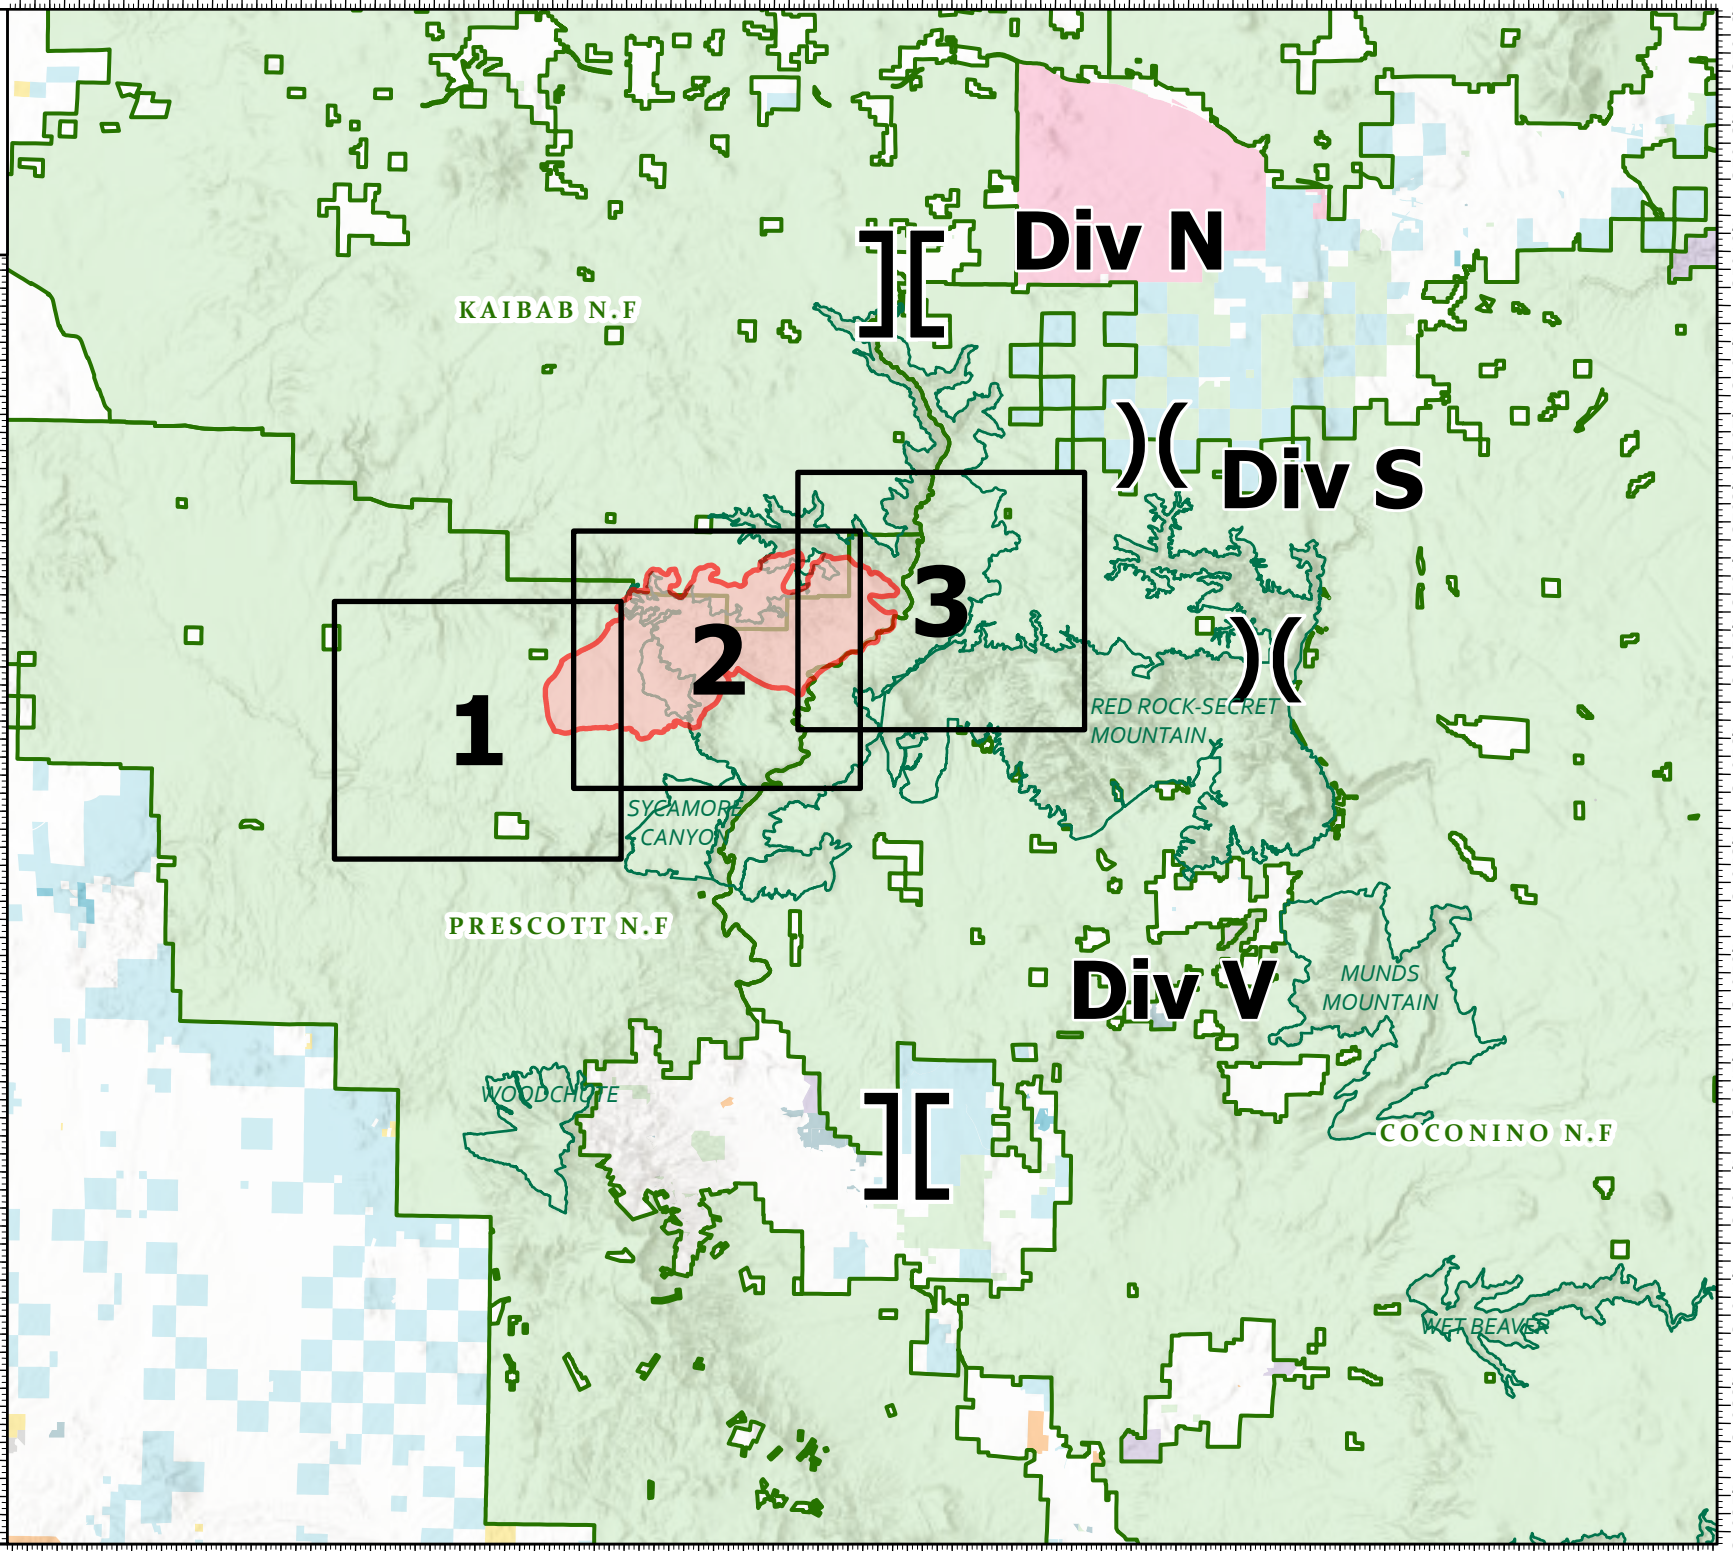 Div N
KAIBAB N.F
][
)(
Div S
3
2
)(
1
RED ROCK-SECRET
MOUNTAIN
SYCAMORE
CANYON
PRESCOTT N.F
Div V
MUNDS
MOUNTAIN
WOODCHUTE
][
COCONINO N.F
WET BEAVER